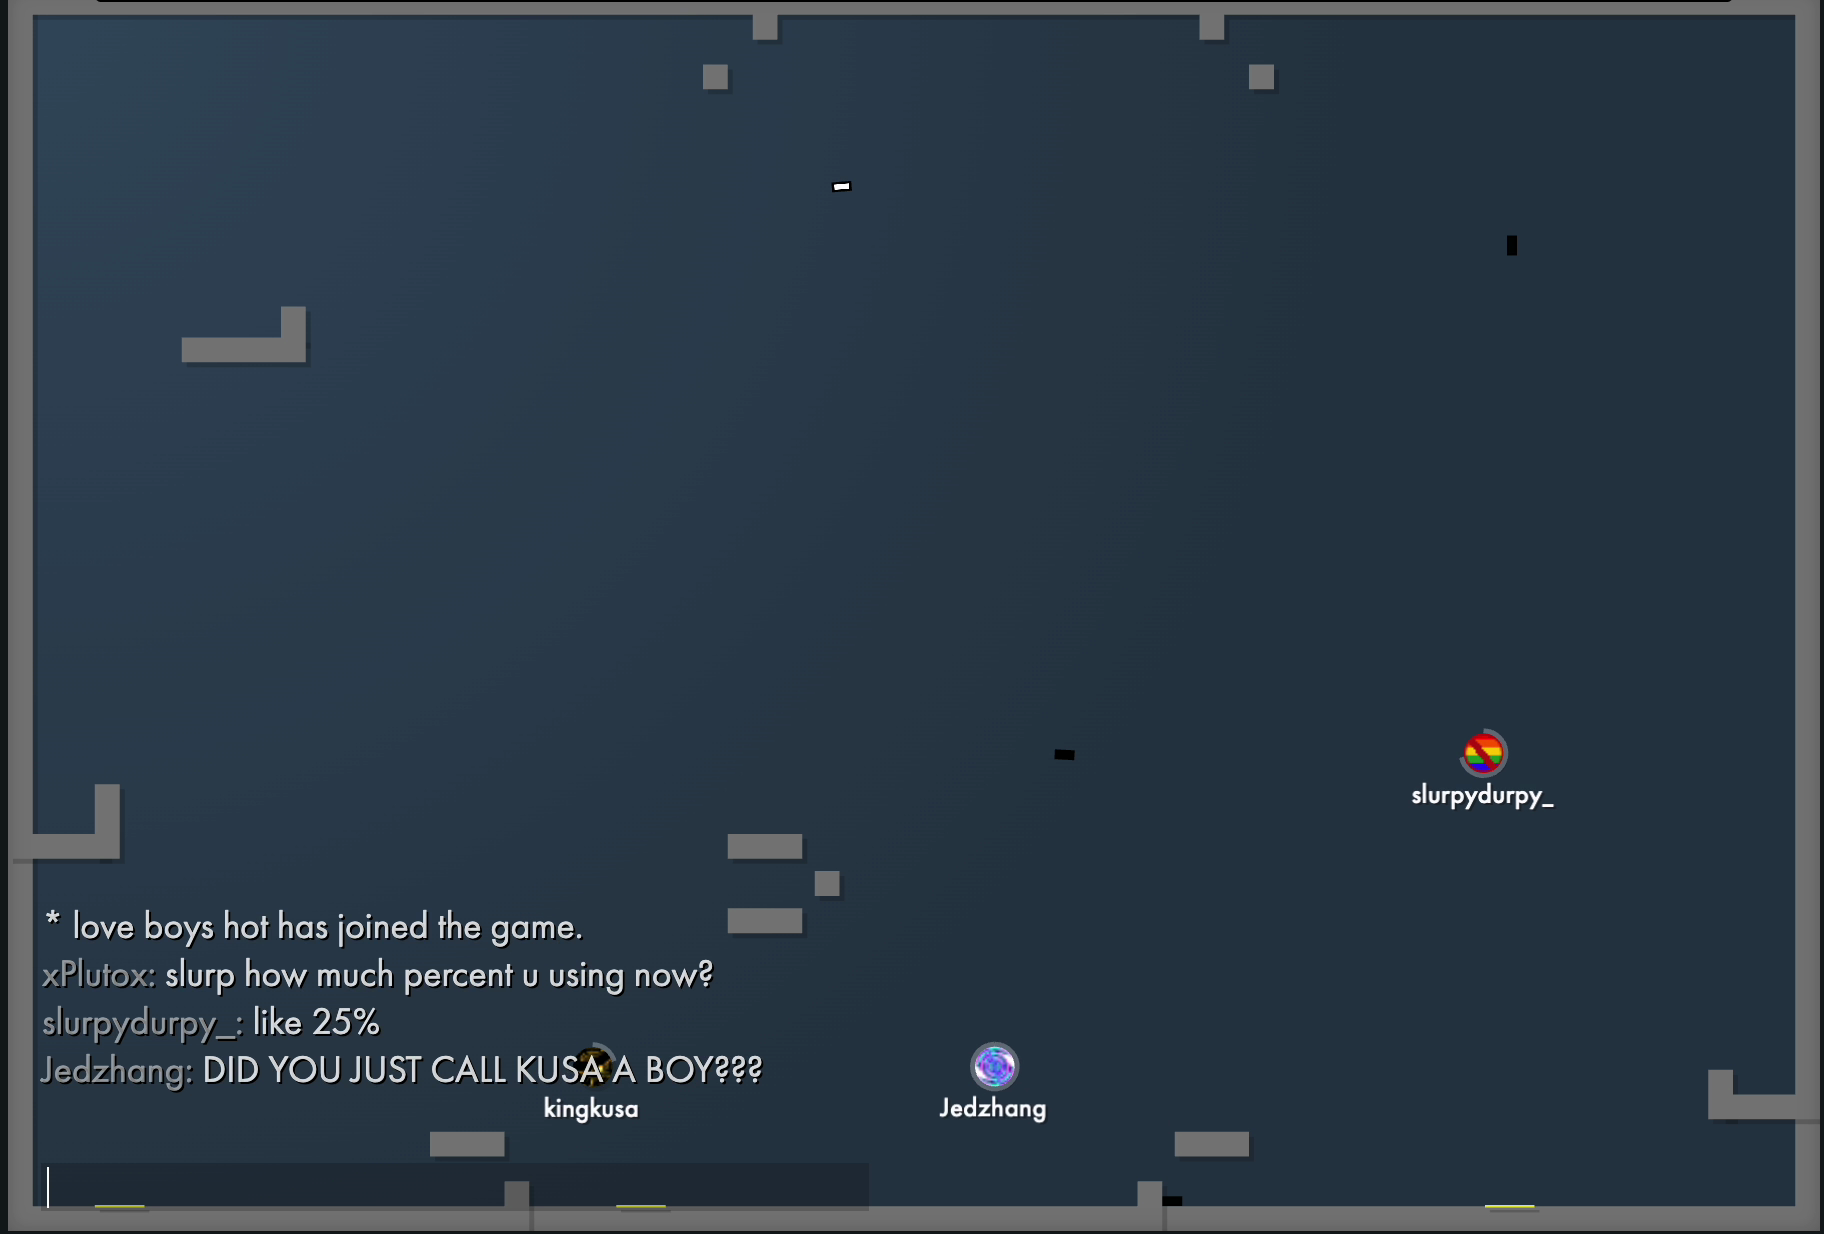 slurpydurpy_
* love boys hot has joined the game.
xPlutox: slurp how much percent u using now?
slurpydurpy_: like 25%
Jedzhang: DID YOU JUST CALL KUSA A BOY???
kingkusa
Jedzhang